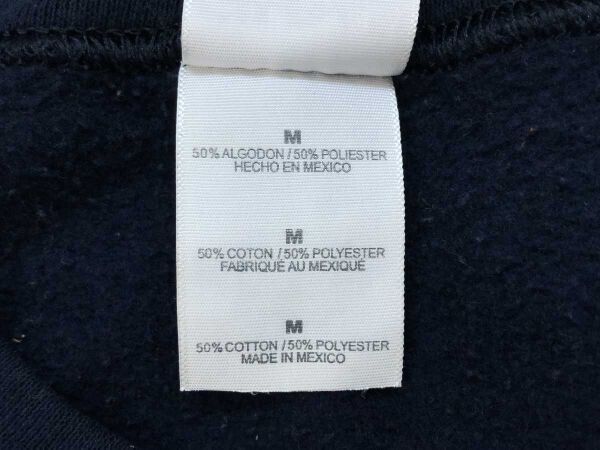 M
50% ALGODON / 50% POLIESTER
HECHO EN MEXICO
M
50% COTON / 50% POLYESTER
FABRIQUÉ AU MEXIQUÉ
M
50% COTTON / 50% POLYESTER
MADE IN MEXICO